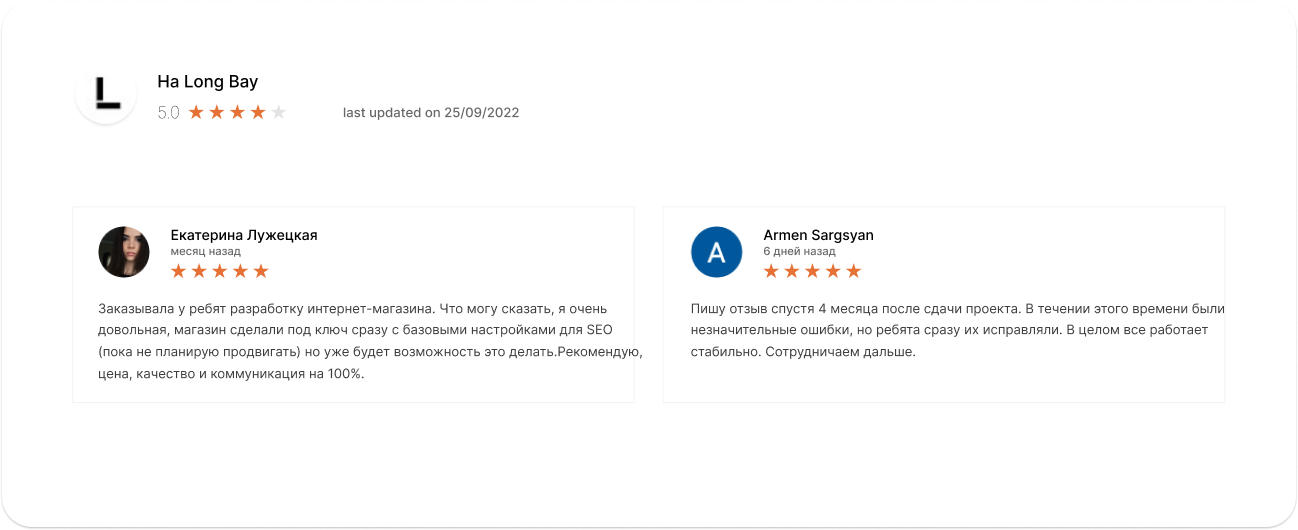 L
Ha Long Bay
5.0
last updated on 25/09/2022
Екатерина Лужецкая
месяц назад
Заказывала у ребят разработку интернет-магазина. Что могу сказать, я очень
довольная, магазин сделали под ключ сразу с базовыми настройками для SEO
(пока не планирую продвигать) но уже будет возможность это делать.Рекомендую,
цена, качество и коммуникация на 100%.
A
Armen Sargsyan
6 дней назад
Пишу отзыв спустя 4 месяца после сдачи проекта. В течении этого времени были
незначительные ошибки, но ребята сразу их исправляли. В целом все работает
стабильно. Сотрудничаем дальше.